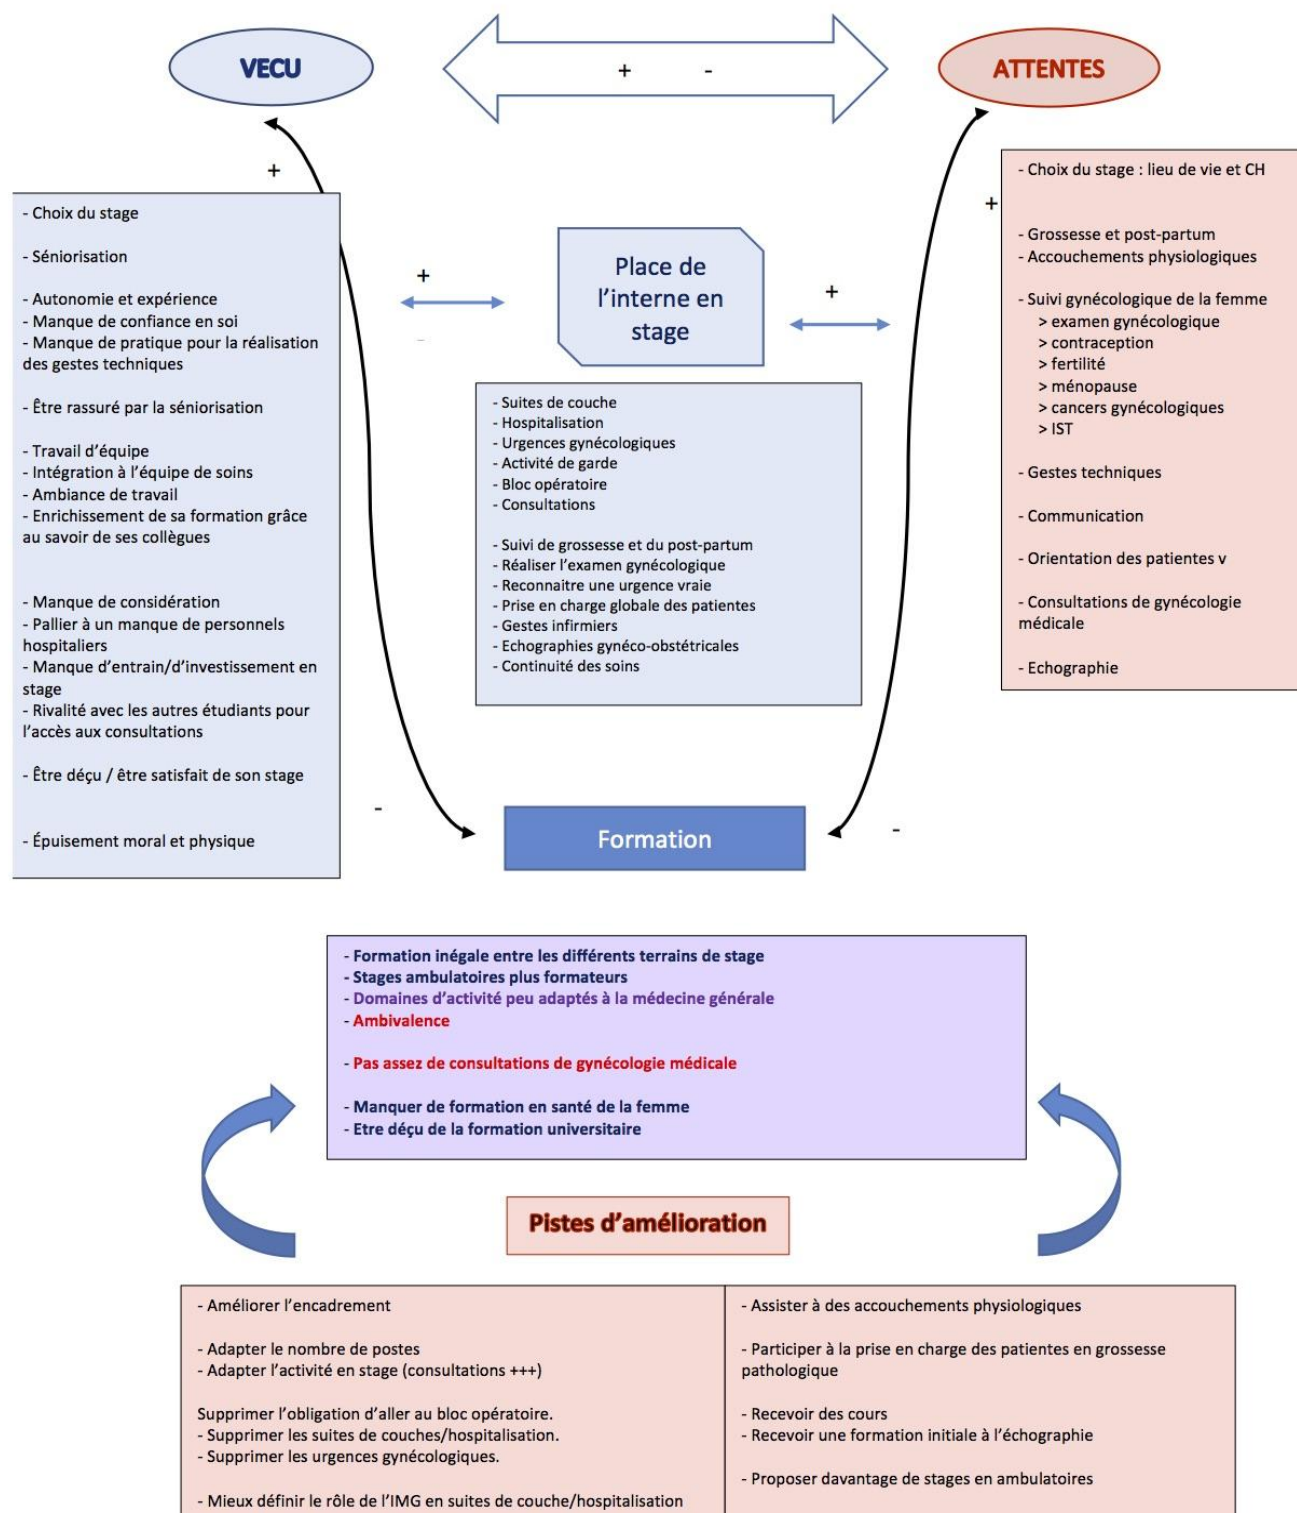 VECU
+ -
ATTENTES
+
- Choix du stage
- Séniorisation
- Autonomie et expérience
- Manque de confiance en soi
- Manque de pratique pour la réalisation
des gestes techniques
- Être rassuré par la séniorisation
- Travail d'équipe
- Intégration à l'équipe de soins
- Ambiance de travail
- Enrichissement de sa formation grâce
au savoir de ses collègues
- Manque de considération
- Pallier à un manque de personnels
hospitaliers
- Manque d'entrain/d'investissement en
stage
- Rivalité avec les autres étudiants pour
l'accès aux consultations
- Être déçu / être satisfait de son stage
- Épuisement moral et physique
+
-
Place de
l'interne en
stage
+
- Suites de couche
- Hospitalisation
- Urgences gynécologiques
- Activité de garde
- Bloc opératoire
- Consultations
- Suivi de grossesse et du post-partum
- Réaliser l'examen gynécologique
- Reconnaitre une urgence vraie
- Prise en charge globale des patientes
- Gestes infirmiers
- Echographies gynéco-obstétricales
- Continuité des soins
+
- Choix du stage : lieu de vie et CH
- Grossesse et post-partum
- Accouchements physiologiques
- Suivi gynécologique de la femme
> examen gynécologique
> contraception
> fertilité
> ménopause
> cancers gynécologiques
> IST
- Gestes techniques
- Communication
- Orientation des patientes v
- Consultations de gynécologie
médicale
- Echographie
-
Formation
-
- Formation inégale entre les différents terrains de stage
- Stages ambulatoires plus formateurs
- Domaines d'activité peu adaptés à la médecine générale
- Ambivalence
- Pas assez de consultations de gynécologie médicale
- Manquer de formation en santé de la femme
- Etre déçu de la formation universitaire
Pistes d'amélioration
- Améliorer l'encadrement
- Adapter le nombre de postes
- Adapter l'activité en stage (consultations +++)
Supprimer l'obligation d'aller au bloc opératoire.
- Supprimer les suites de couches/hospitalisation.
- Supprimer les urgences gynécologiques.
- Mieux définir le rôle de l'IMG en suites de couche/hospitalisation
- Assister à des accouchements physiologiques
- Participer à la prise en charge des patientes en grossesse
pathologique
- Recevoir des cours
- Recevoir une formation initiale à l'échographie
- Proposer davantage de stages en ambulatoires